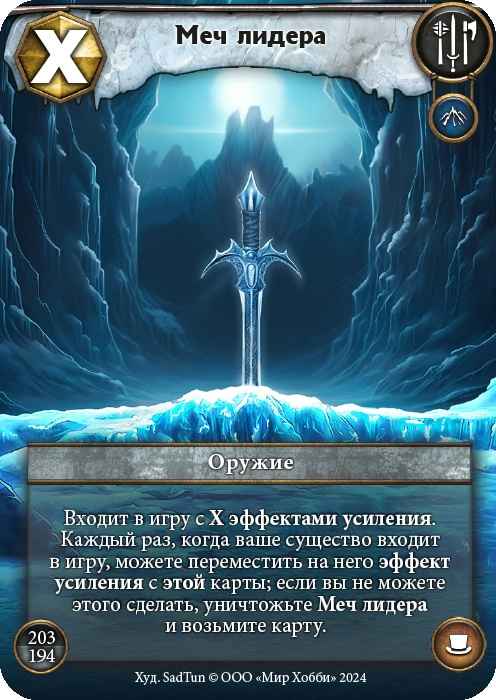 X
Меч лидера
Оружие
Входит в игру с X эффектами усиления.
Каждый раз, когда ваше существо входит
в игру, можете переместить на него эффект
усиления с этой карты; если вы не можете
этого сделать, уничтожьте Меч лидера
и возьмите карту.
203
194
Худ. SadTun © ООО «Мир Хобби» 2024